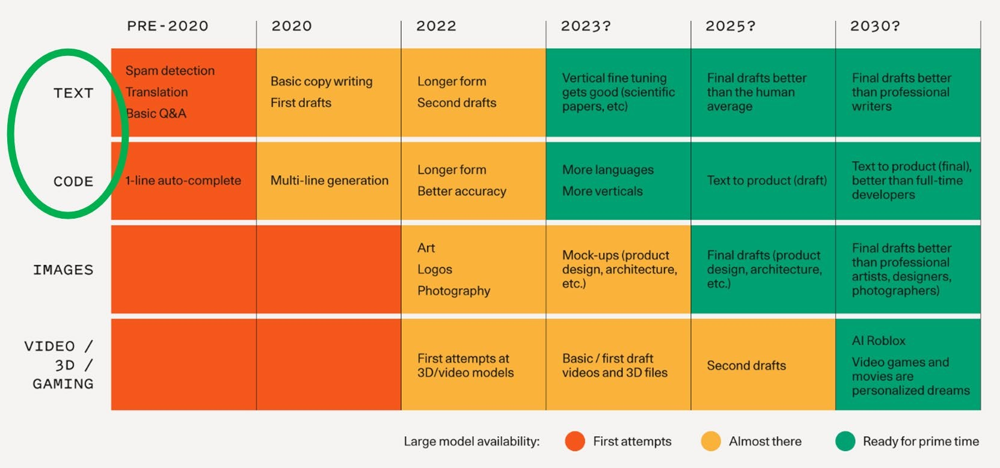 PRE-2020 2020 2022 2023? 2025? 2030?
TEXT
Spam detection
Translation
Basic Q&A
Basic copy writing
First drafts
Longer form
Second drafts
Vertical fine tuning
gets good (scientific
papers, etc)
Final drafts better
than the human
average
Final drafts better
than professional
writers
CODE
1-line auto-complete
Multi-line generation
Longer form
Better accuracy
More languages
More verticals
Text to product (draft)
Text to product (final),
better than full-time
developers
IMAGES
Art
Logos
Photography
Mock-ups (product
design, architecture,
etc.)
Final drafts (product
design, architecture,
etc.)
Final drafts better
than professional
artists, designers,
photographers)
VIDEO /
3D /
GAMING
First attempts at
3D/video models
Basic / first draft
videos and 3D files
Second drafts
AI Roblox
Video games and
movies are
personalized dreams
Large model availability: First attempts Almost there Ready for prime time